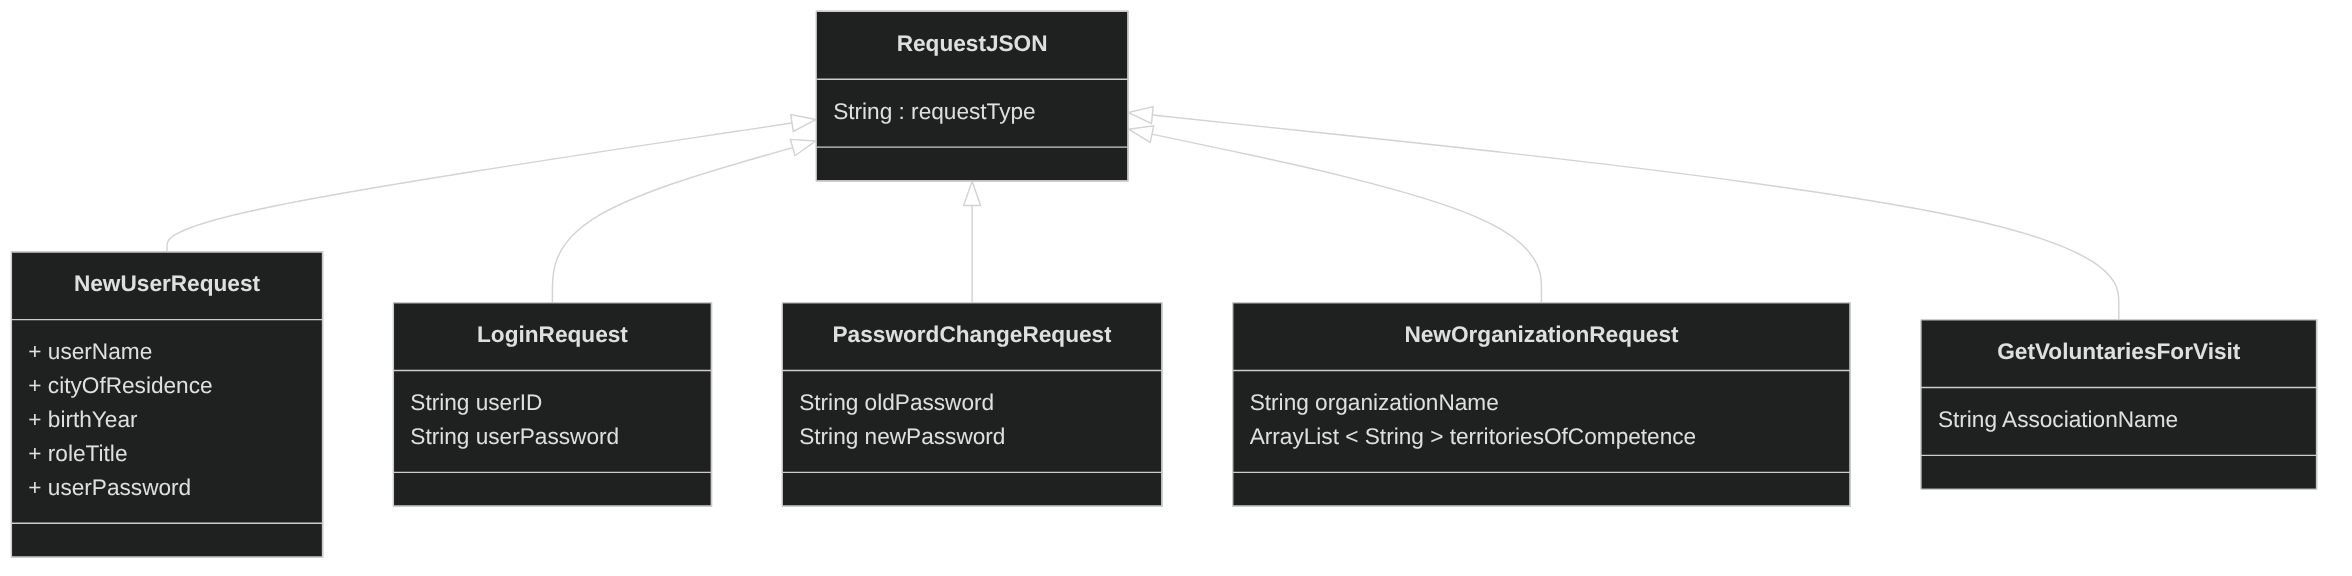 RequestJSON
String : requestType
NewUserRequest
+ userName
+ cityOfResidence
+ birthYear
+ roleTitle
+ userPassword
LoginRequest
String userID
String userPassword
PasswordChangeRequest
String oldPassword
String newPassword
NewOrganizationRequest
String organizationName
ArrayList < String > territoriesOfCompetence
GetVoluntariesForVisit
String AssociationName